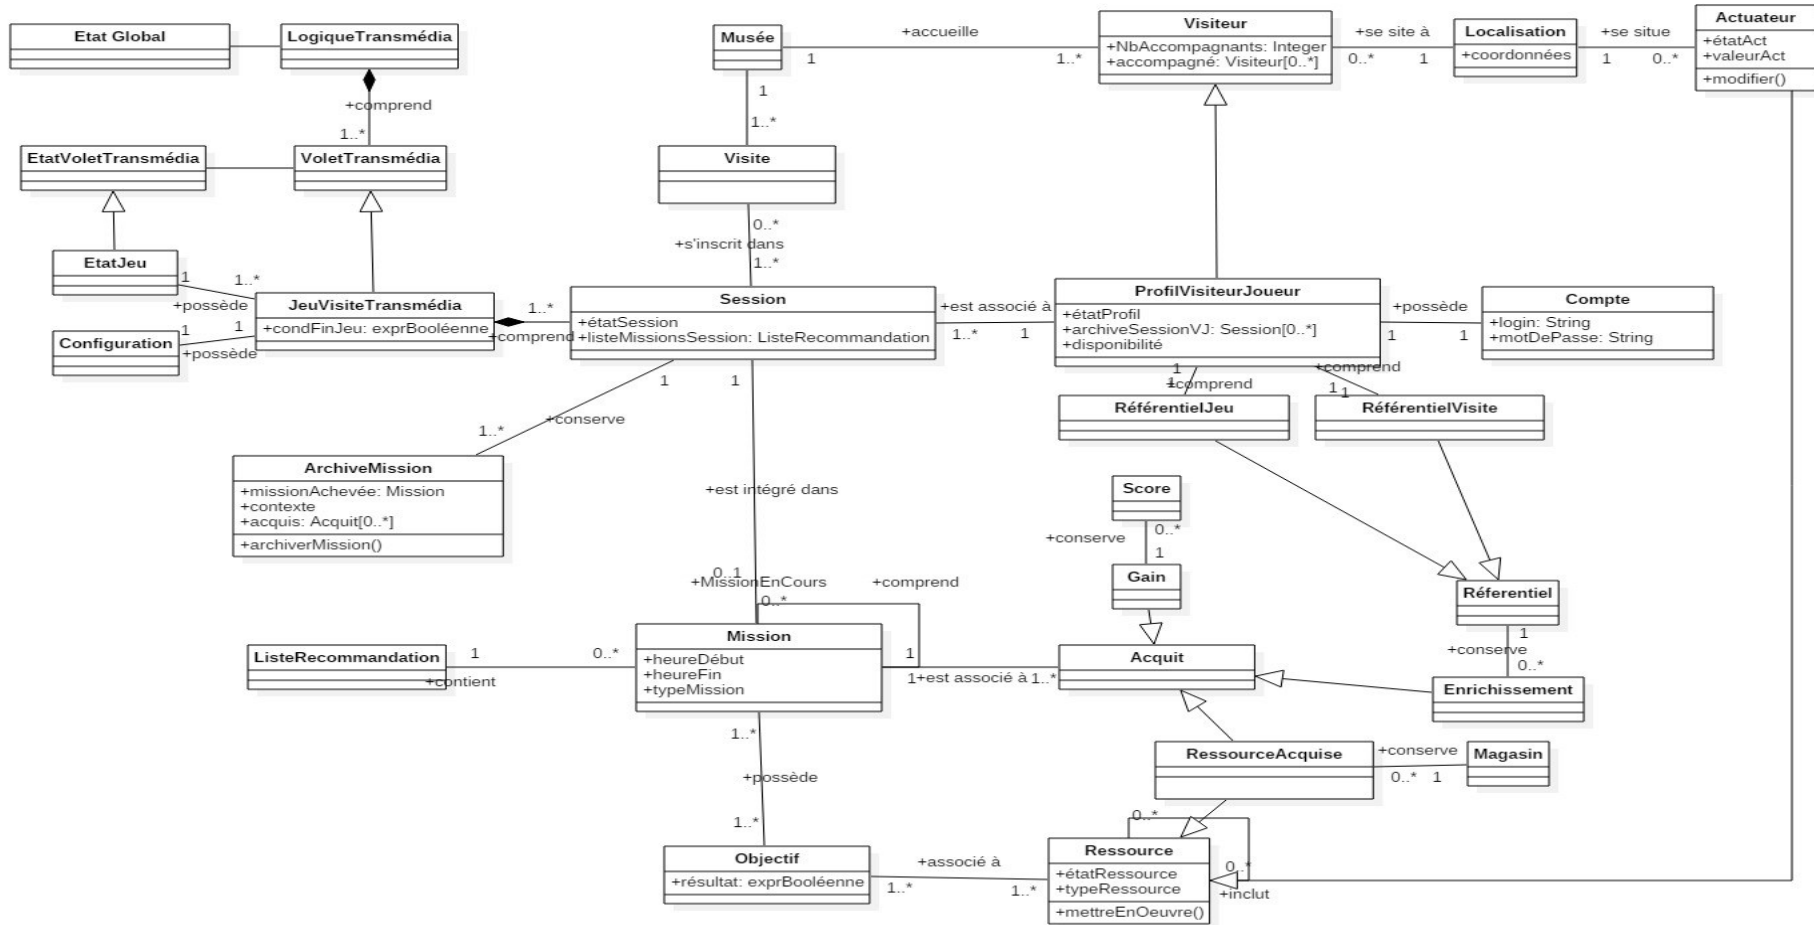 Etat Global
LogiqueTransmédia
+comprend
1..*
EtatVoletTransmédia
VoletTransmédia
EtatJeu
1
1..*
+possède
JeuVisiteTransmédia
+condFinJeu: exprBooléenne
Configuration
1
1
+possède
1..*
+comprend
Musée
+accueille
1
1..*
1
1..*
Visite
0..*
+s'inscrit dans
1..*
Session
+étatSession
+listeMissionsSession: ListeRecommandation
Visiteur
+NbAccompagnants: Integer
+accompagné: Visiteur[0..*]
+se site à
0..*
1
Localisation
+coordonnées
+se situe
1
0..*
Actuateur
+étatAct
+valeurAct
+modifier()
+est associé à
1..*
1
ProfilVisiteurJoueur
+étatProfil
+archiveSessionVJ: Session[0..*]
+disponibilité
+possède
1
1
Compte
+login: String
+motDePasse: String
1
1
+comprend
+comprend
1
1
RéférentielJeu
RéférentielVisite
1
1
+conserve
1..*
ArchiveMission
+missionAchevée: Mission
+contexte
+acquis: Acquit[0..*]
+archiverMission()
+est intégré dans
0..1
+MissionEnCours
0..*
+comprend
1
Score
0..*
+conserve
1
Gain
Réferentiel
1
+conserve
0..*
Enrichissement
ListeRecommandation
1
0..*
+contient
Mission
+heureDébut
+heureFin
+typeMission
1
+est associé à
1..*
Acquit
RessourceAcquise
+conserve
0..*
1
Magasin
1..*
+possède
1..*
Objectif
+résultat: exprBooléenne
+associé à
1..*
1..*
0..*
Ressource
+étatRessource
+typeRessource
+mettreEnOeuvre()
0..*
+inclut